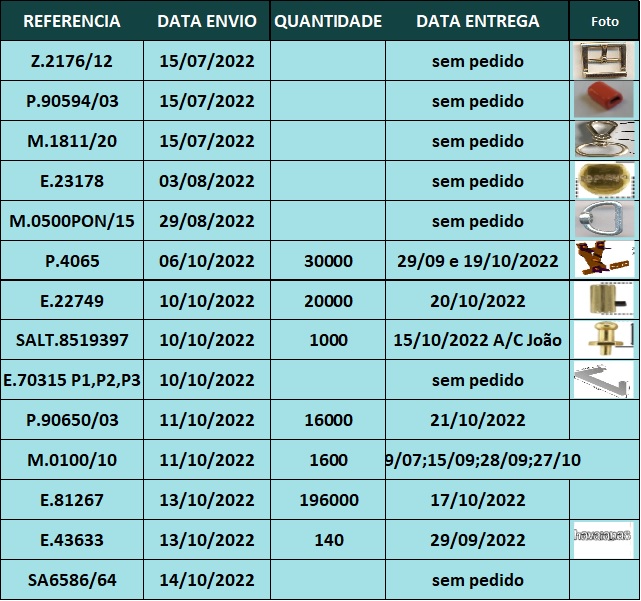 REFERENCIA DATA ENVIO QUANTIDADE DATA ENTREGA Foto
Z.2176/12 15/07/2022 sem pedido
P.90594/03 15/07/2022 sem pedido
M.1811/20 15/07/2022 sem pedido
E.23178 03/08/2022 sem pedido
M.0500PON/15 29/08/2022 sem pedido
P.4065 06/10/2022 30000 29/09 e 19/10/2022
E.22749 10/10/2022 20000 20/10/2022
SALT.8519397 10/10/2022 1000 15/10/2022 A/C João
E.70315 P1,P2,P3 10/10/2022 sem pedido
P.90650/03 11/10/2022 16000 21/10/2022
M.0100/10 11/10/2022 1600 9/07;15/09;28/09;27/10
E.81267 13/10/2022 196000 17/10/2022
E.43633 13/10/2022 140 29/09/2022 havaianas
SA6586/64 14/10/2022 sem pedido